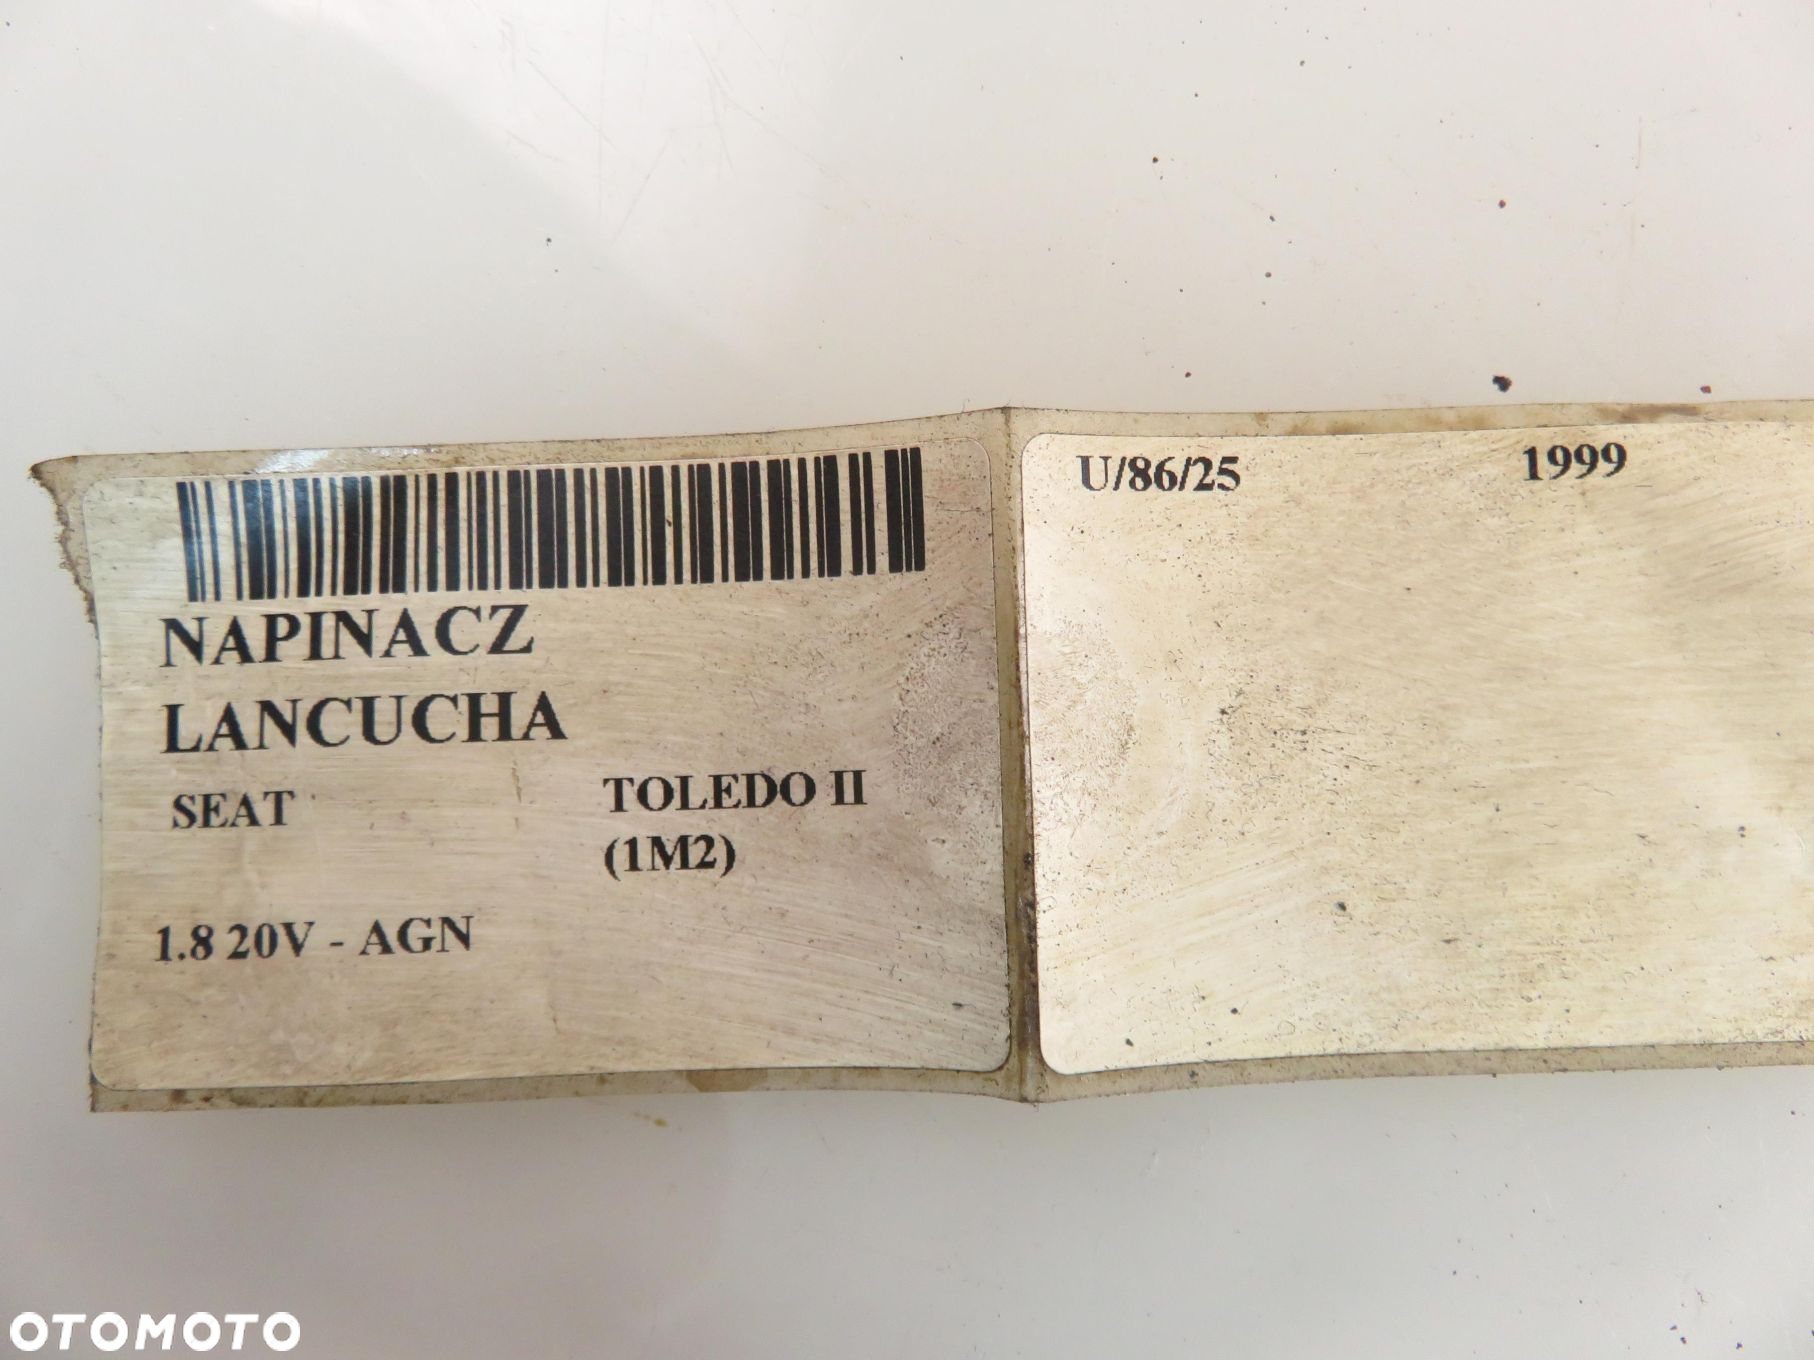 NAPINACZ
LANCUCHA
SEAT
TOLEDO II
(1M2)
1.8 20V - AGN
U/86/25
1999
OTOMOTO